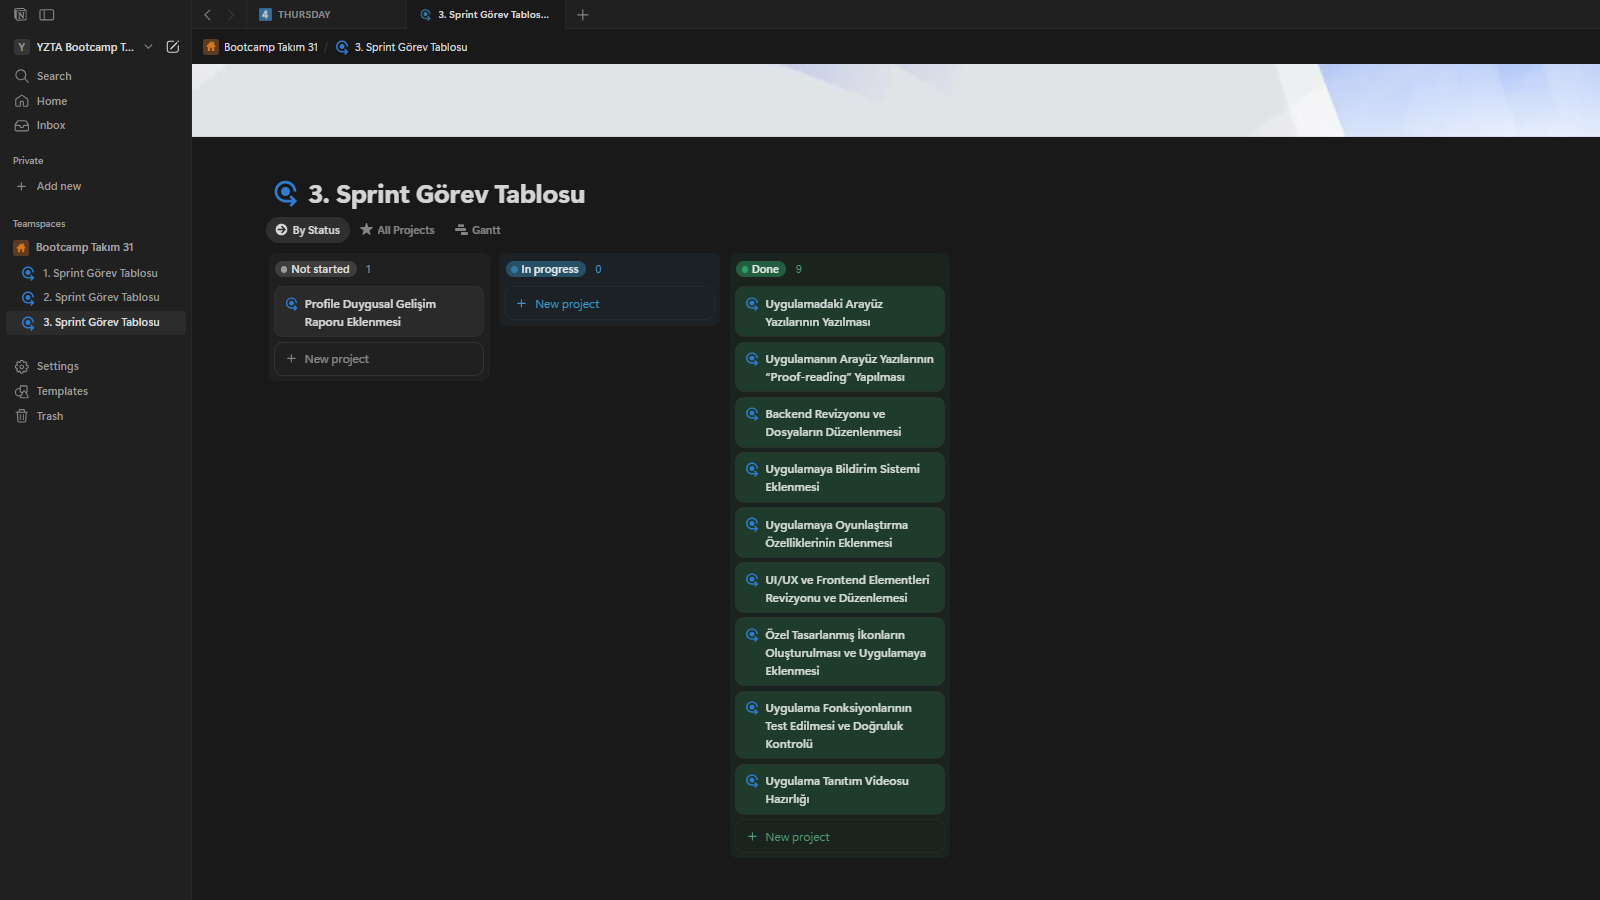 4 THURSDAY
3. Sprint Görev Tablos...
Y YZTA Bootcamp T...
Bootcamp Takım 31 / 3. Sprint Görev Tablosu
Search
Home
Inbox
Private
Add new
Teamspaces
Bootcamp Takım 31
1. Sprint Görev Tablosu
2. Sprint Görev Tablosu
3. Sprint Görev Tablosu
Settings
Templates
Trash
3. Sprint Görev Tablosu
By Status
All Projects
Gantt
Not started 1
Profile Duygusal Gelişim
Raporu Eklenmesi
+ New project
In progress 0
+ New project
Done 9
Uygulamadaki Arayüz
Yazılarının Yazılması
Uygulamanın Arayüz Yazılarının
“Proof-reading” Yapılması
Backend Revizyonu ve
Dosyaların Düzenlenmesi
Uygulamaya Bildirim Sistemi
Eklenmesi
Uygulamaya Oyunlaştırma
Özelliklerinin Eklenmesi
UI/UX ve Frontend Elementleri
Revizyonu ve Düzenlemesi
Özel Tasarlanmış İkonların
Oluşturulması ve Uygulamaya
Eklenmesi
Uygulama Fonksiyonlarının
Test Edilmesi ve Doğruluk
Kontrolü
Uygulama Tanıtım Videosu
Hazırlığı
+ New project